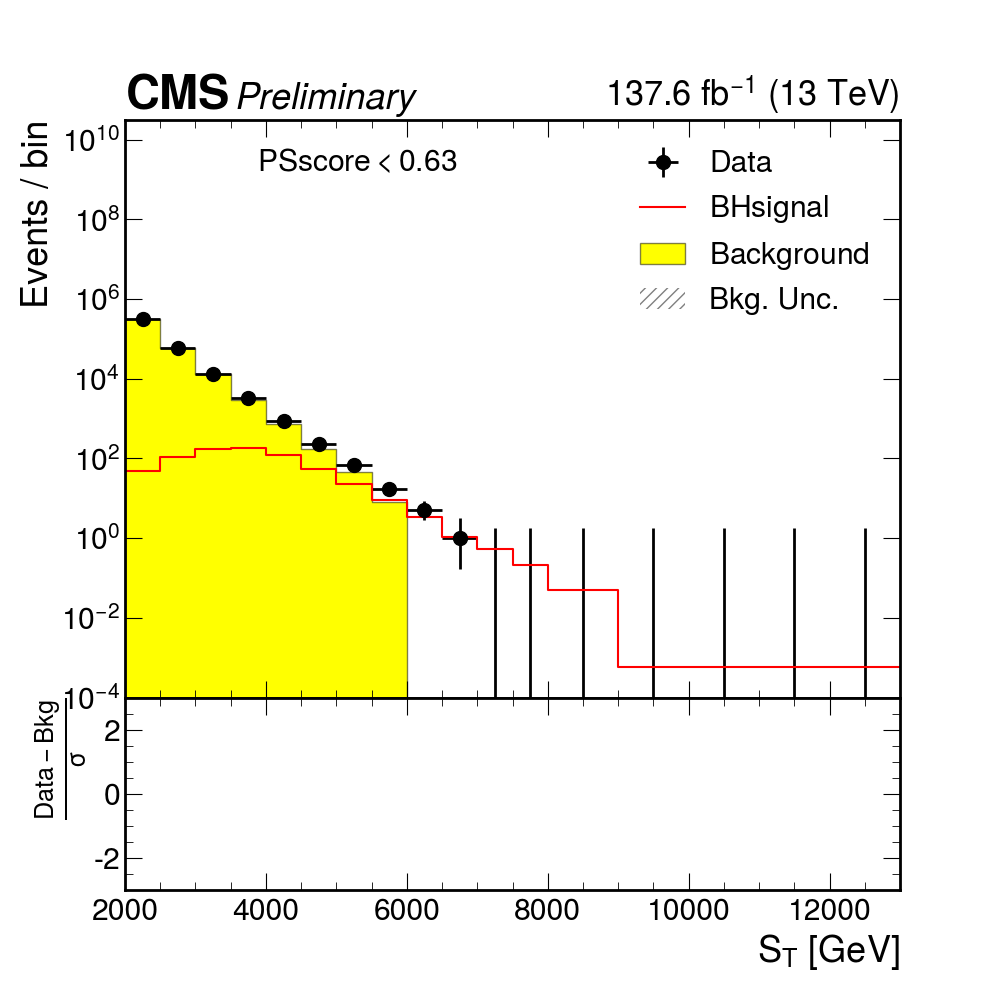 CMS Preliminary 137.6 fb⁻¹ (13 TeV)
Events / bin
PSscore < 0.63
Data
BHsignal
Background
Bkg. Unc.
10¹⁰
10⁸
10⁶
10⁴
10²
10⁰
10⁻²
10⁻⁴
Data – Bkg
σ
2
0
-2
2000 4000 6000 8000 10000 12000
S_T [GeV]